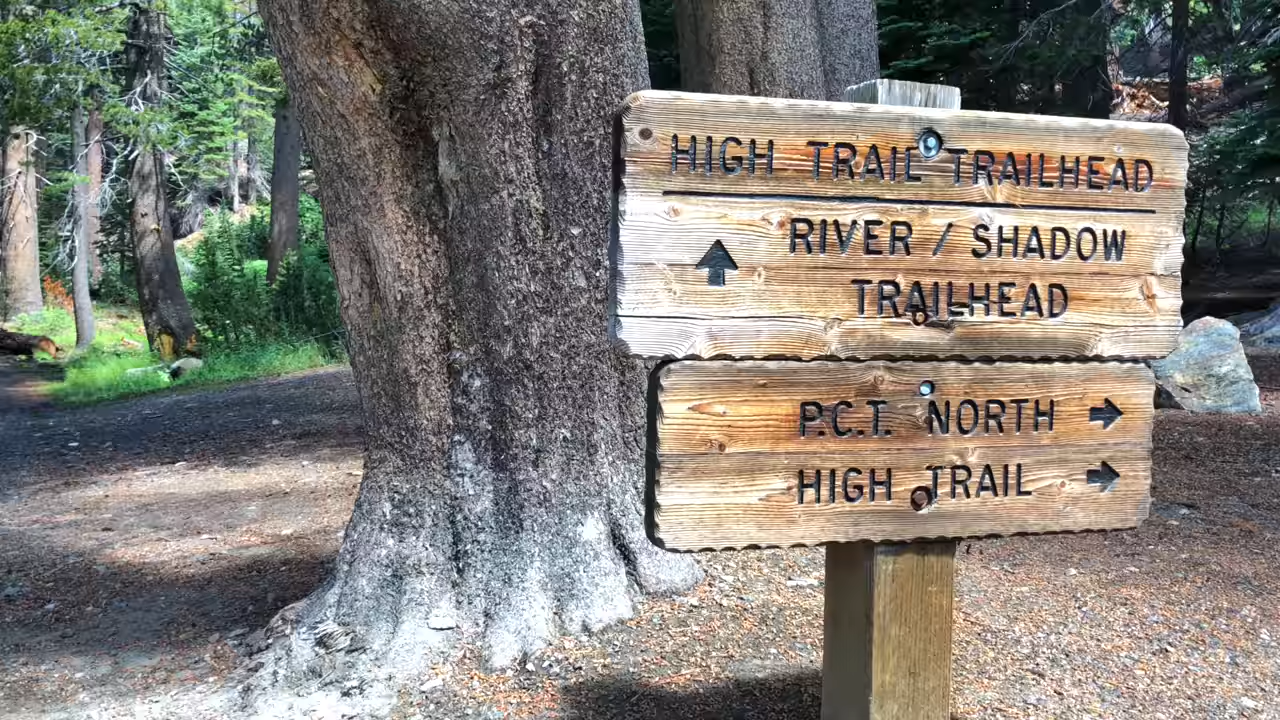 HIGH TRAIL TRAILHEAD
RIVER / SHADOW
TRAILHEAD
P.C.T. NORTH
HIGH TRAIL